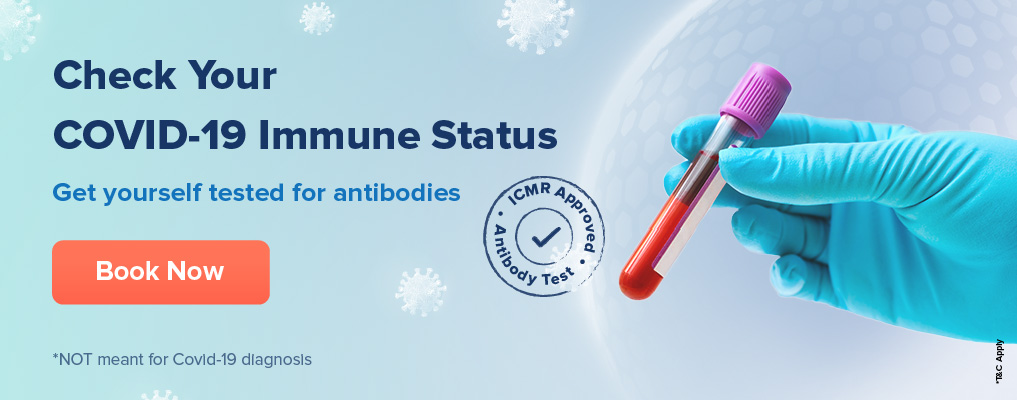 Check Your
COVID-19 Immune Status
Get yourself tested for antibodies
ICMR Approved
• Antibody Test •
Book Now
*NOT meant for Covid-19 diagnosis
*T&C Apply